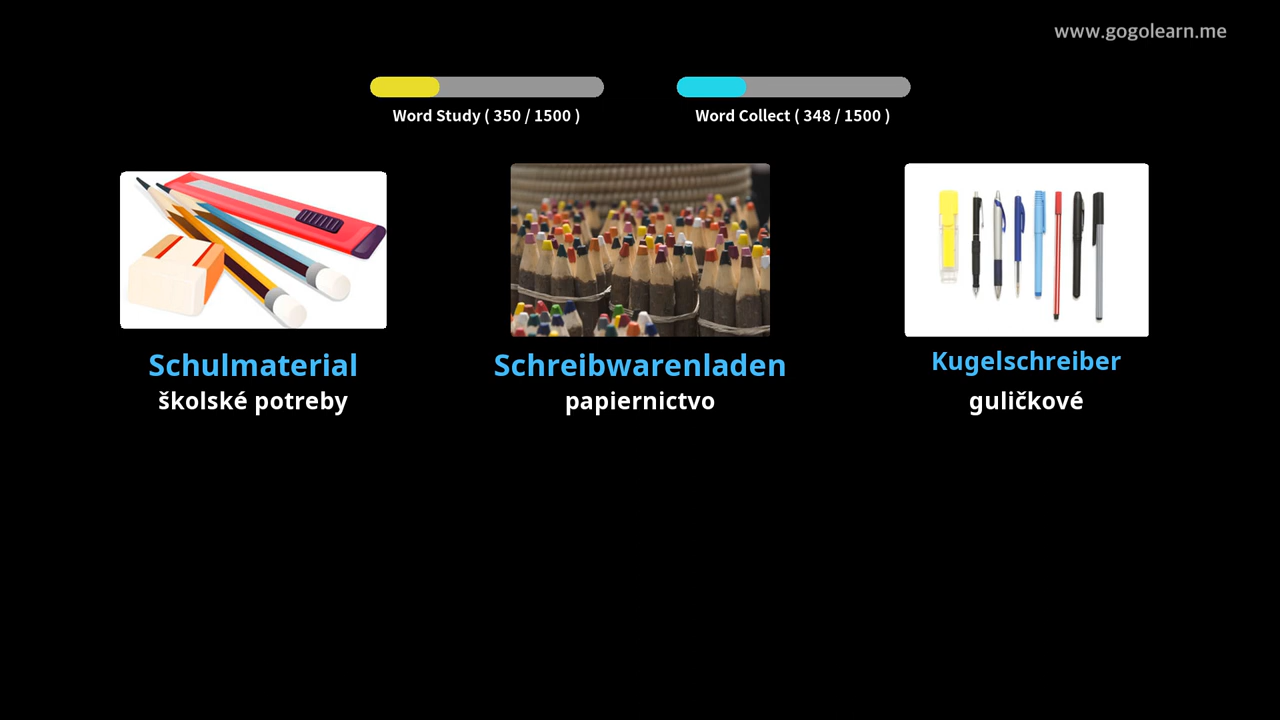 www.gogolearn.me
Word Study ( 350 / 1500 )
Word Collect ( 348 / 1500 )
Schulmaterial
školské potreby
Schreibwarenladen
papiernictvo
Kugelschreiber
guličkové